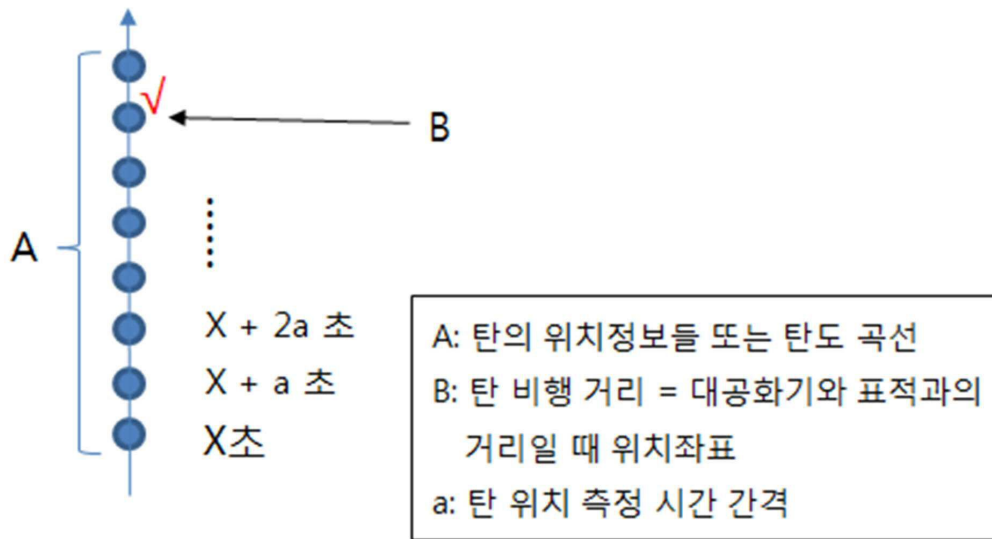 √
B
A
X + 2a 초
X + a 초
X초
A: 탄의 위치정보들 또는 탄도 곡선
B: 탄 비행 거리 = 대공화기와 표적과의
거리일 때 위치좌표
a: 탄 위치 측정 시간 간격